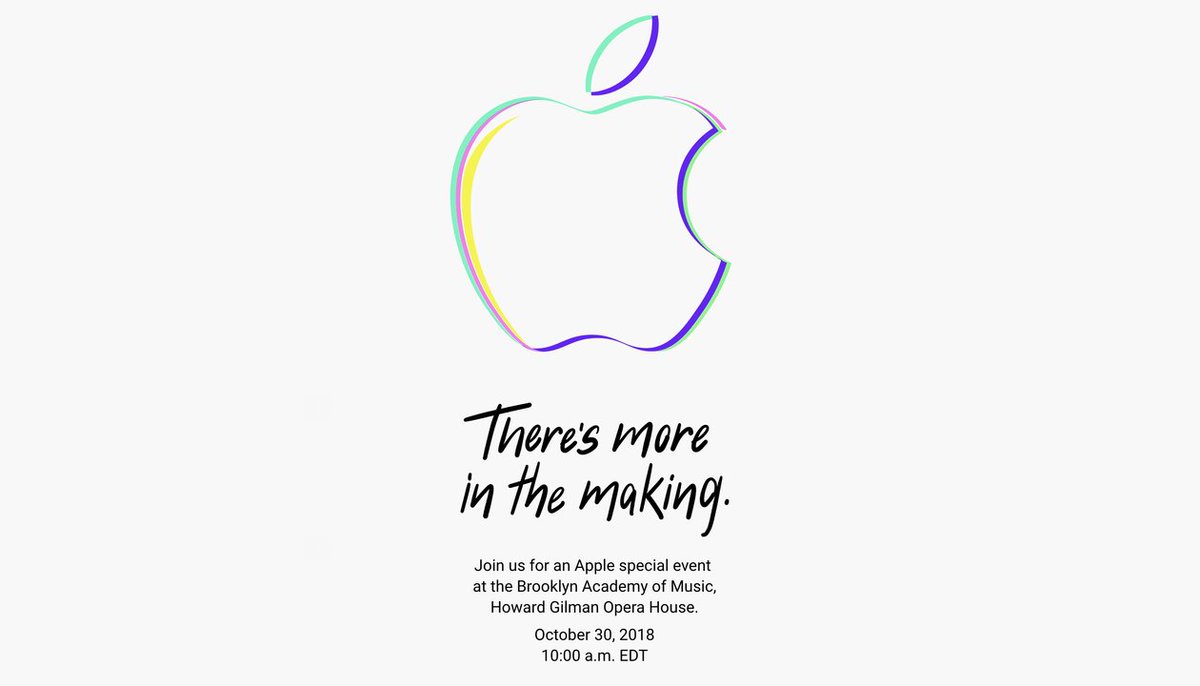 There's more
in the making.
Join us for an Apple special event
at the Brooklyn Academy of Music,
Howard Gilman Opera House.
October 30, 2018
10:00 a.m. EDT